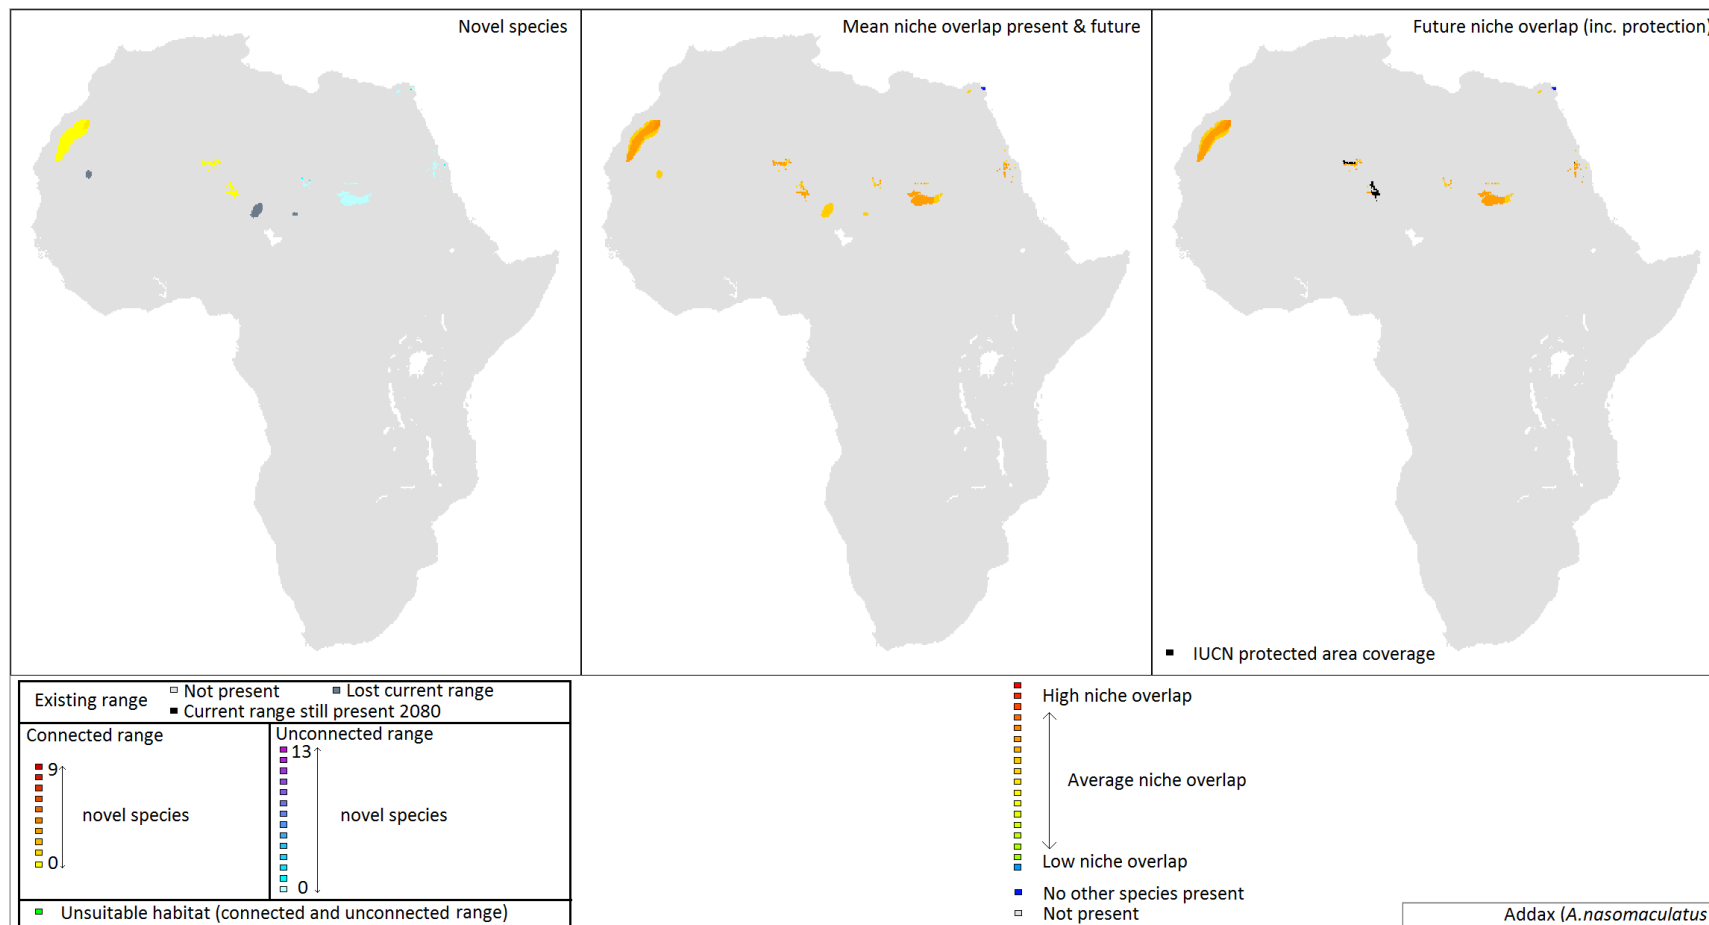 Novel species
Mean niche overlap present & future
Future niche overlap (inc. protection)
IUCN protected area coverage
Existing range
Not present
Lost current range
Current range still present 2080
Connected range
9
novel species
0
Unconnected range
13
novel species
0
Unsuitable habitat (connected and unconnected range)
High niche overlap
Average niche overlap
Low niche overlap
No other species present
Not present
Addax (A.nasomaculatus